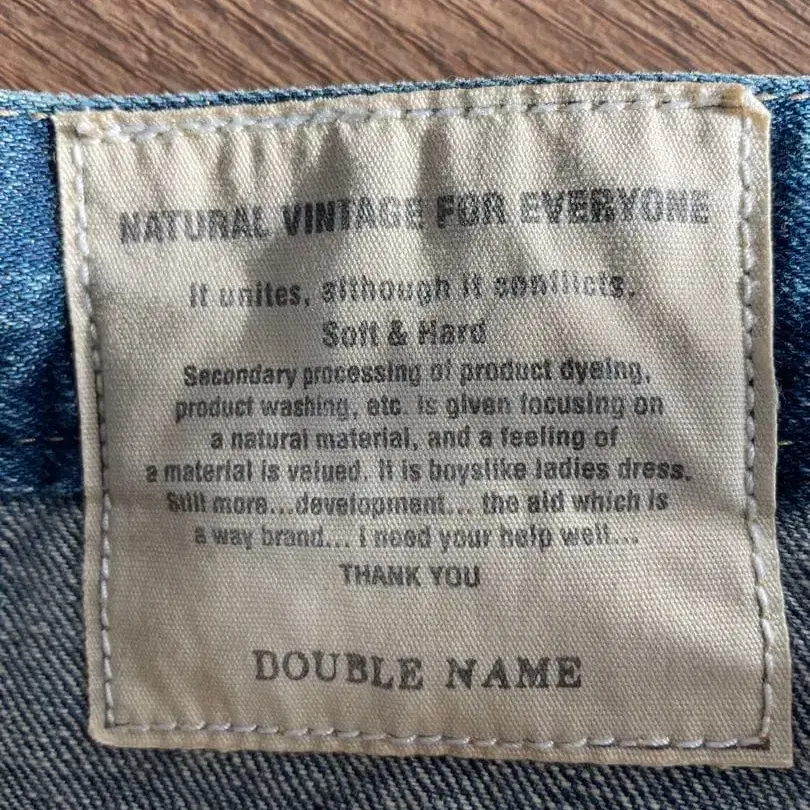 NATURAL VINTAGE FOR EVERYONE
It unites, although it conflicts.
Soft & Hard
Secondary processing of product dyeing,
product washing, etc. is given focusing on
a natural material, and a feeling of
a material is valued. It is boyslike ladies dress.
Still more...development... the aid which is
a way brand... I need your help well...
THANK YOU
DOUBLE NAME